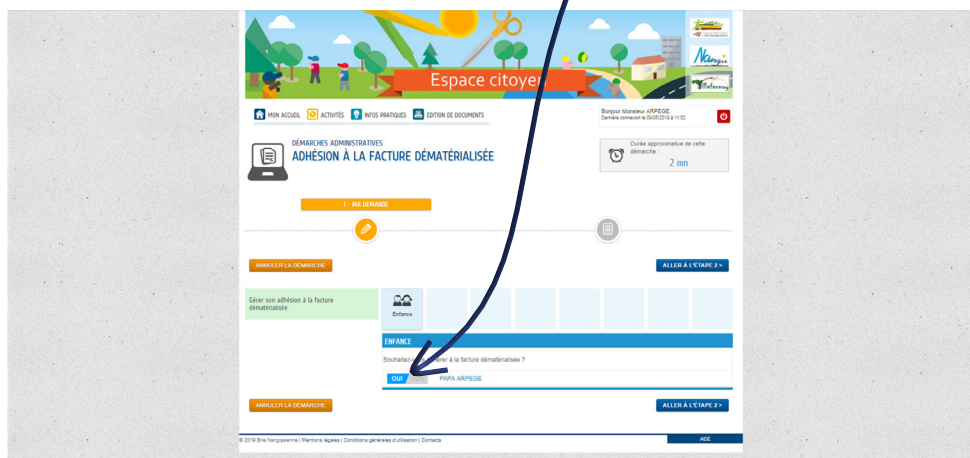 Espace citoyen
Nangis
MON ACCUEIL ACTIVITÉS INFOS PRATIQUES EDITION DE DOCUMENTS
Bonjour Monsieur ARPEGE.
Dernière connexion le 09/05/2019 à 11:02
DÉMARCHES ADMINISTRATIVES
ADHÉSION À LA FACTURE DÉMATÉRIALISÉE
Durée approximative de cette
démarche :
2 mn
1 - MA DEMANDE
ANNULER LA DÉMARCHE
ALLER À L'ÉTAPE 2 >
Gérer son adhésion à la facture
dématérialisée.
Enfance
ENFANCE
Souhaitez-vous adhérer à la facture dématérialisée ?
OUI PAPA ARPEGE
ANNULER LA DÉMARCHE
ALLER À L'ÉTAPE 2 >
© 2019 Brie Nangissienne | Mentions légales | Conditions générales d'utilisation | Contacts
AIDE